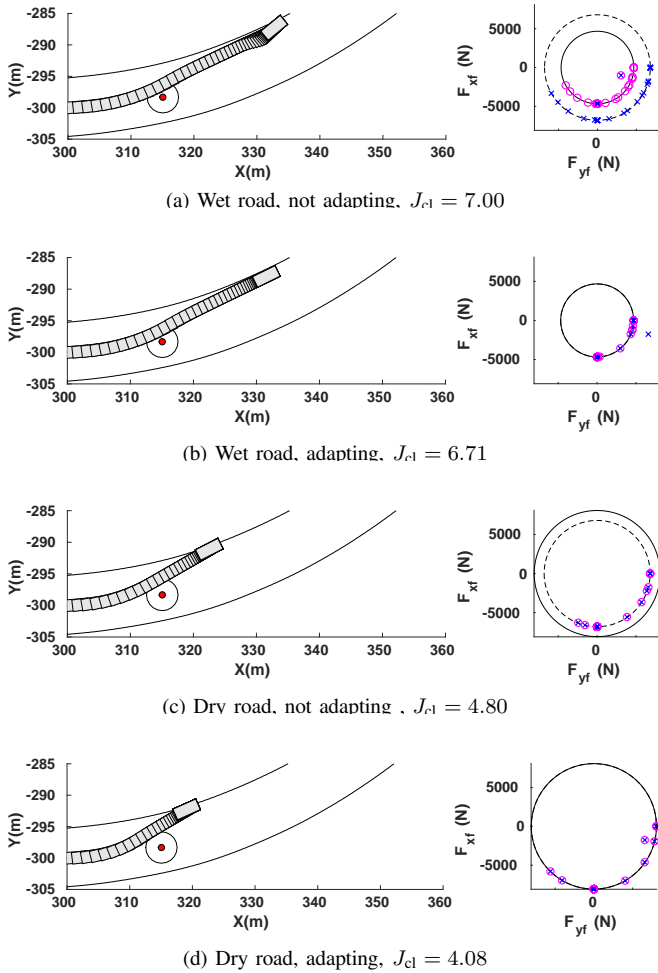 -285
-290
-295
-300
-305
Y(m)
300 310 320 330 340 350 360
X(m)
5000
0
-5000
F_xf (N)
0
F_yf (N)
(a) Wet road, not adapting, J_cl = 7.00
-285
-290
-295
-300
-305
Y(m)
300 310 320 330 340 350 360
X(m)
5000
0
-5000
F_xf (N)
0
F_yf (N)
(b) Wet road, adapting, J_cl = 6.71
-285
-290
-295
-300
-305
Y(m)
300 310 320 330 340 350 360
X(m)
5000
0
-5000
F_xf (N)
0
F_yf (N)
(c) Dry road, not adapting , J_cl = 4.80
-285
-290
-295
-300
-305
Y(m)
300 310 320 330 340 350 360
X(m)
5000
0
-5000
F_xf (N)
0
F_yf (N)
(d) Dry road, adapting, J_cl = 4.08